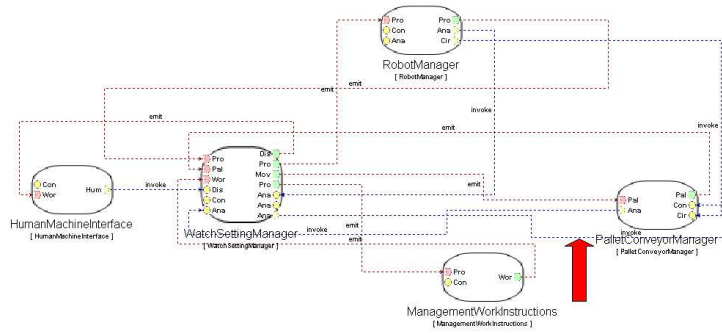 Pro
Con
Ana
Pro
Ana
Cir
RobotManager
[ RobotManager ]
emit
emit
invoke
emit
emit
invoke
Con
Wor
Hum
invoke
HumanMachineInterface
[ HumanMachineInterface ]
Pro
Pal
Wor
Dis
Con
Ana
Dis
Pro
Mov
Pro
Ana
Ana
Ana
WatchSettingManager
[ WatchSettingManager ]
emit
emit
invoke
emit
emit
Pal
Ana
Pal
Con
Cir
PalletConveyorManager
[ PalletConveyorManager ]
invoke
Pro
Con
Wor
ManagementWorkInstructions
[ ManagementWorkInstructions ]